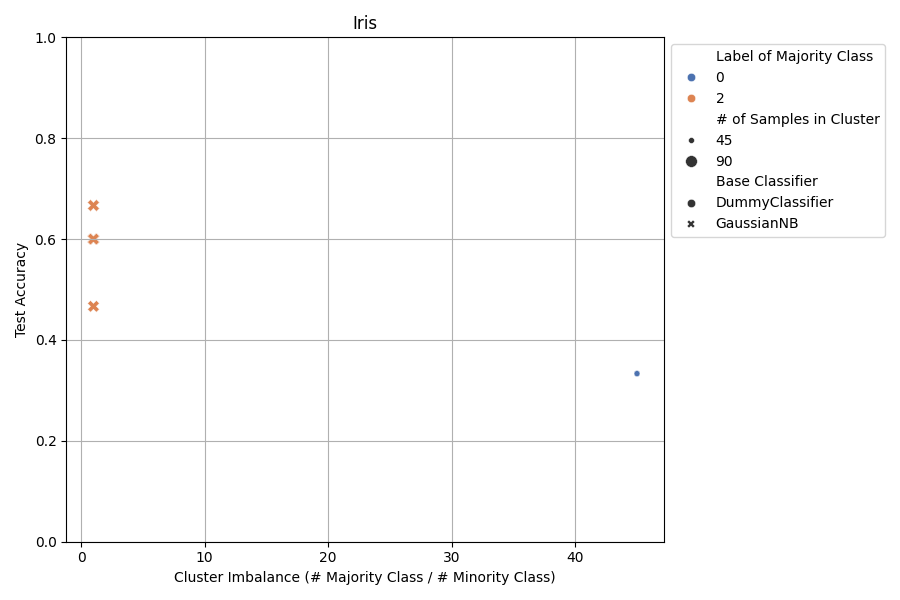 Iris
Test Accuracy
1.0
0.8
0.6
0.4
0.2
0.0
0
10
20
30
40
Cluster Imbalance (# Majority Class / # Minority Class)
Label of Majority Class
0
2
# of Samples in Cluster
45
90
Base Classifier
DummyClassifier
GaussianNB